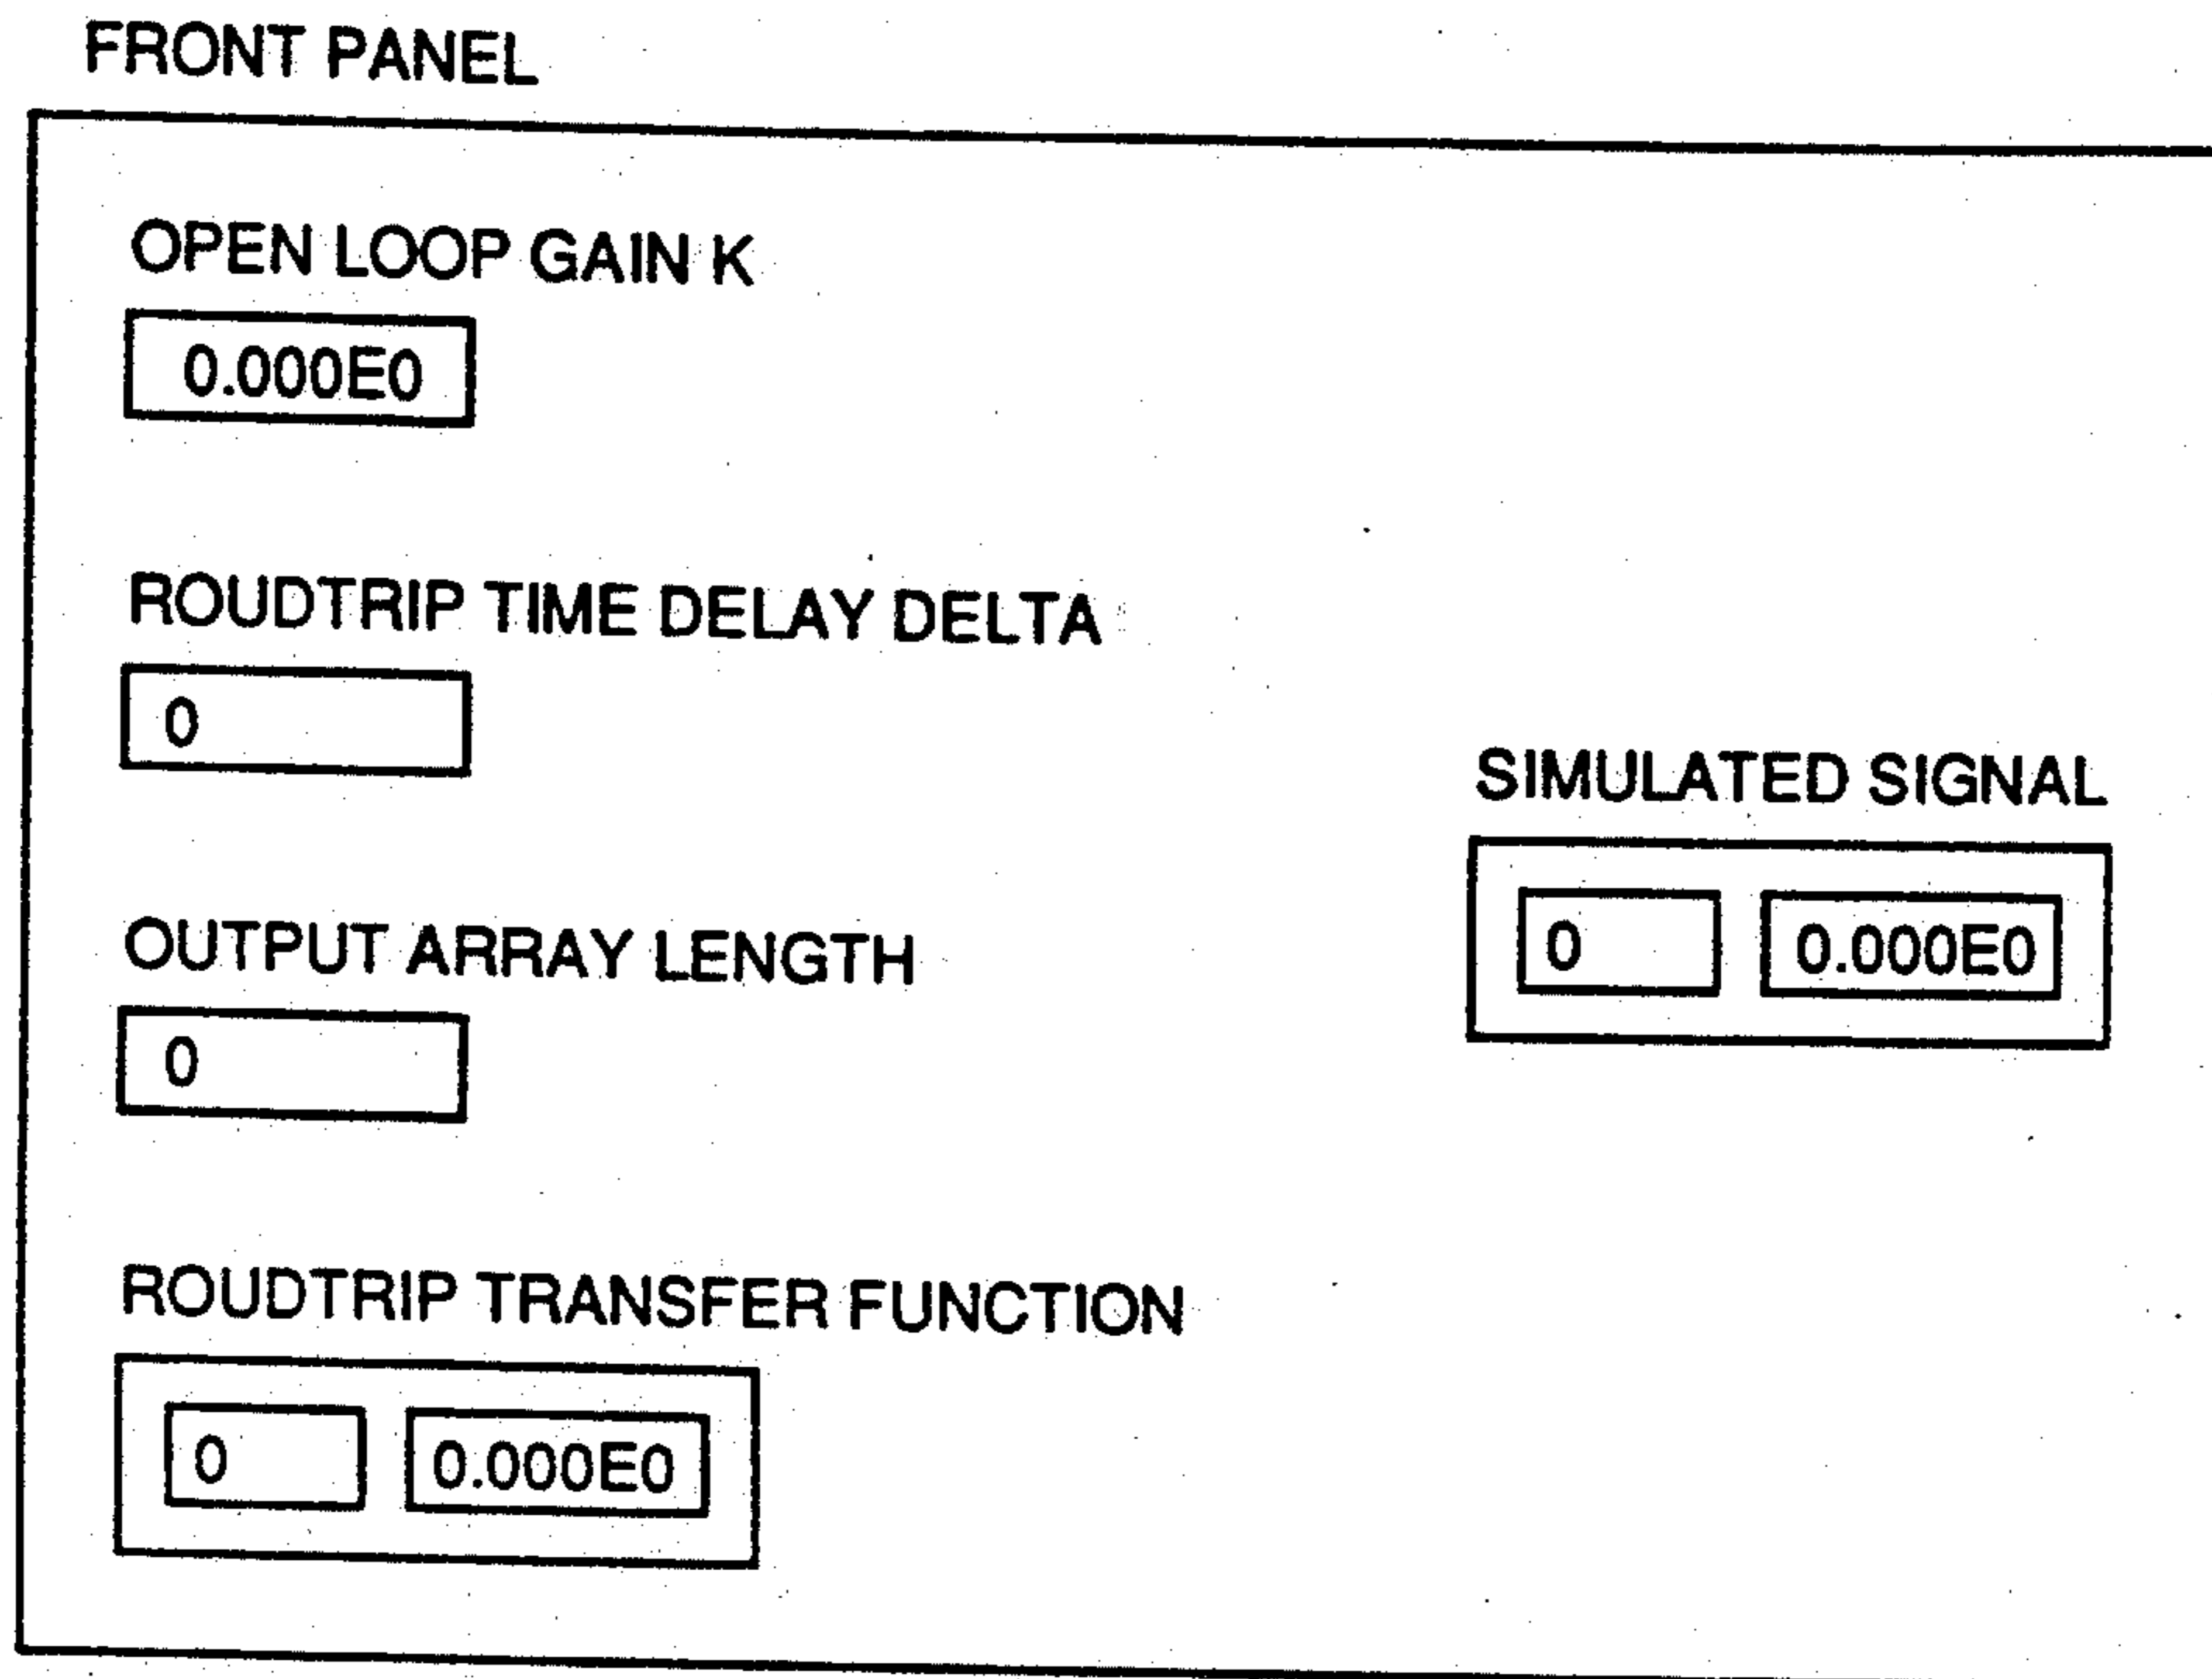 FRONT PANEL
OPEN LOOP GAIN K
0.000E0
ROUDTRIP TIME DELAY DELTA
0
OUTPUT ARRAY LENGTH
0
ROUDTRIP TRANSFER FUNCTION
0 0.000E0
SIMULATED SIGNAL
0 0.000E0